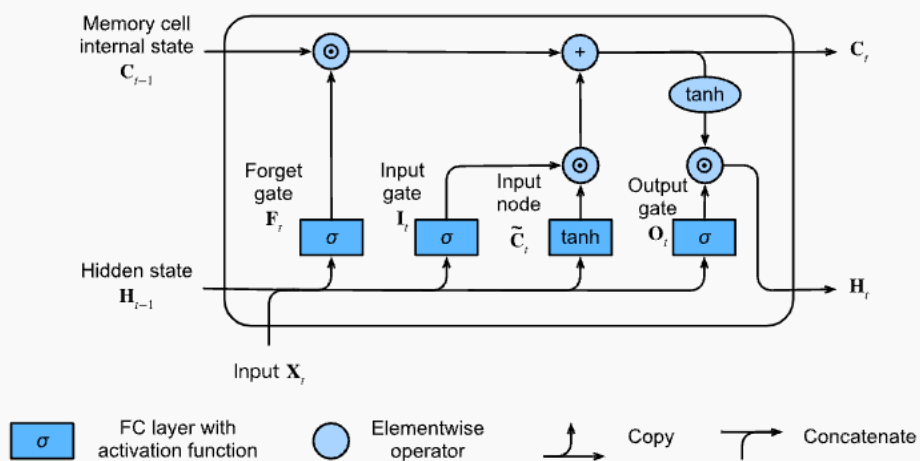 Memory cell
internal state
C_{t−1}
⊙
+
C_t
tanh
⊙
⊙
Forget
gate
F_t
Input
gate
I_t
Input
node
C̃_t
Output
gate
O_t
σ
σ
tanh
σ
Hidden state
H_{t−1}
H_t
Input X_t
σ
FC layer with
activation function
Elementwise
operator
Copy
Concatenate